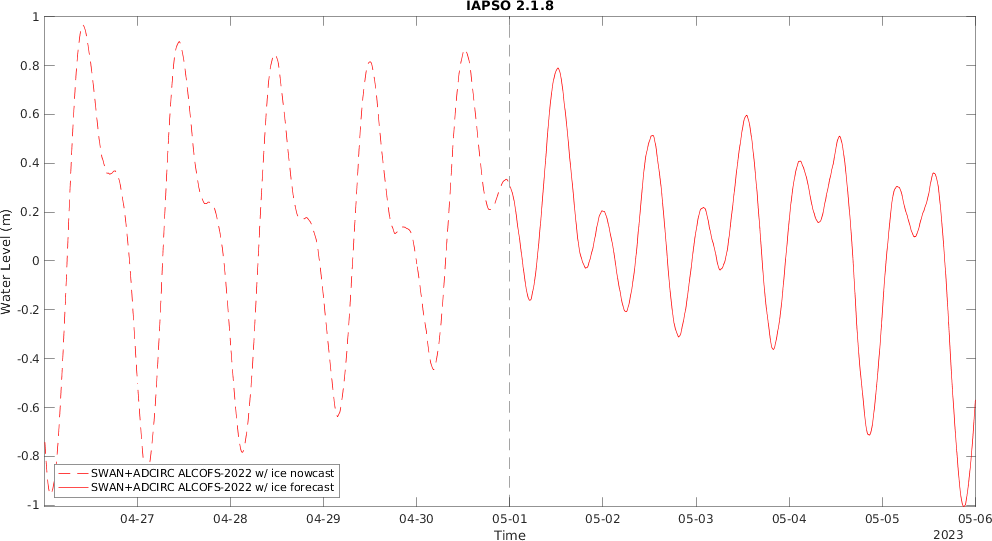 IAPSO 2.1.8
1
0.8
0.6
0.4
0.2
0
-0.2
-0.4
-0.6
-0.8
-1
Water Level (m)
SWAN+ADCIRC ALCOFS-2022 w/ ice nowcast
SWAN+ADCIRC ALCOFS-2022 w/ ice forecast
04-27 04-28 04-29 04-30 05-01 05-02 05-03 05-04 05-05 05-06
Time
2023